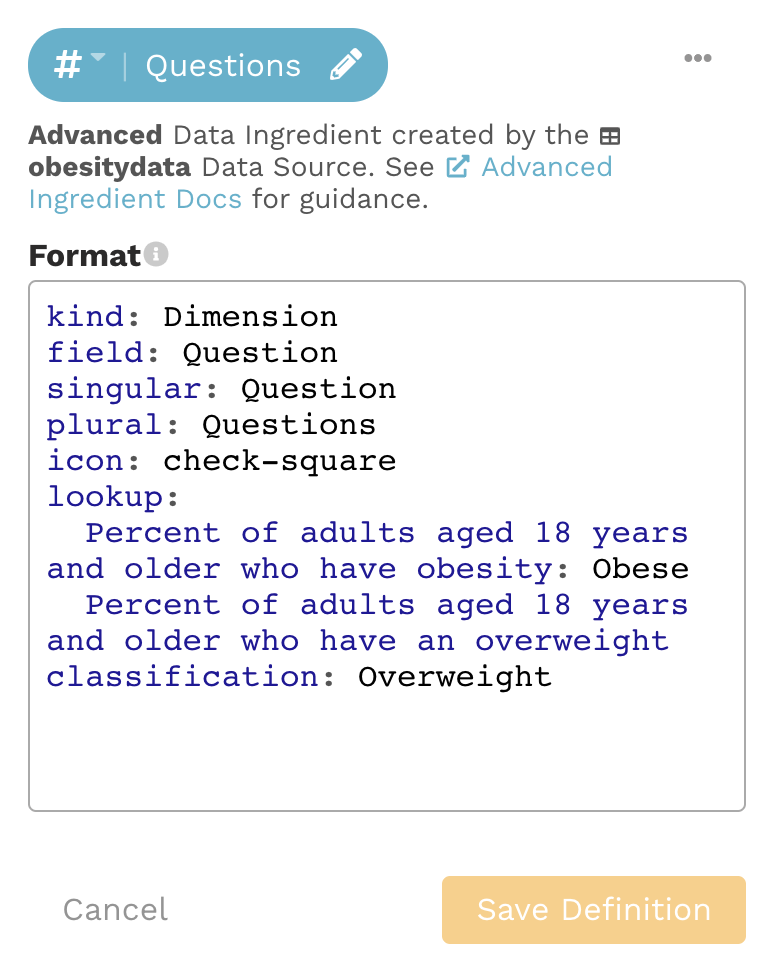 # | Questions
Advanced Data Ingredient created by the
obesitydata Data Source. See Advanced
Ingredient Docs for guidance.
Format
kind: Dimension
field: Question
singular: Question
plural: Questions
icon: check-square
lookup:
  Percent of adults aged 18 years
and older who have obesity: Obese
  Percent of adults aged 18 years
and older who have an overweight
classification: Overweight
Cancel
Save Definition